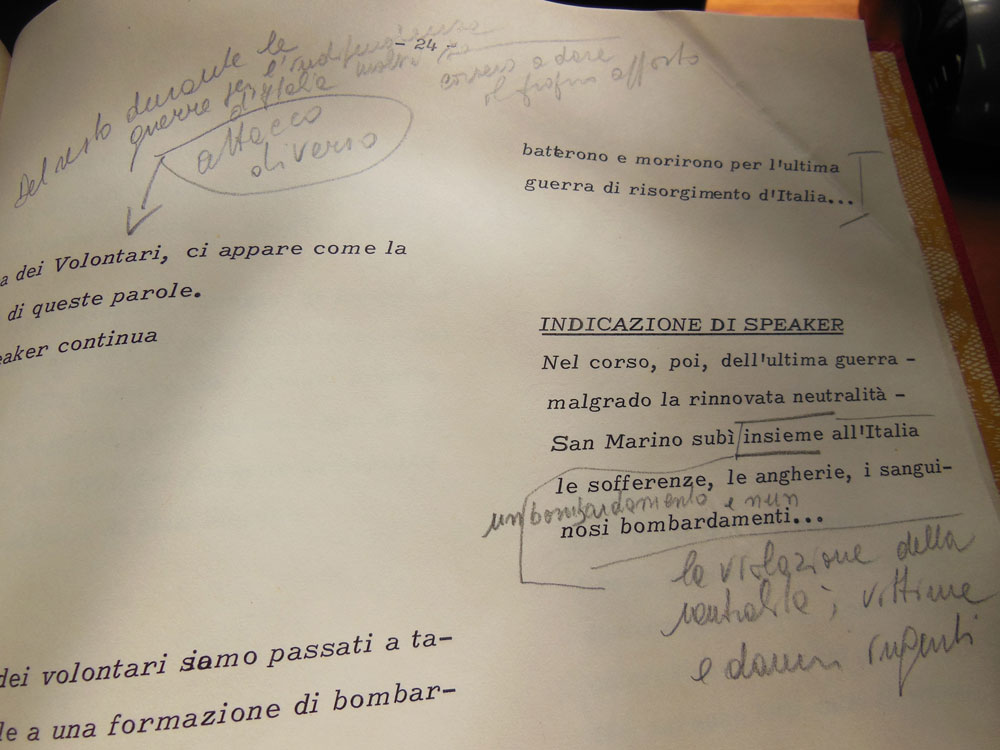 - 24 -
Del resto durante le
guerre per l'indipendenza
d'Italia molti
corsero a dare
il proprio apporto
attacco
diverso
batterono e morirono per l'ultima
guerra di risorgimento d'Italia...
a dei Volontari, ci appare come la
di queste parole.
eaker continua
INDICAZIONE DI SPEAKER
Nel corso, poi, dell'ultima guerra -
malgrado la rinnovata neutralità -
San Marino subì insieme all'Italia
le sofferenze, le angherie, i sangui-
un bombardamento e
nosi bombardamenti...
la violazione della
neutralità; vittime
e danni ingenti
dei volontari siamo passati a ta-
le a una formazione di bombar-